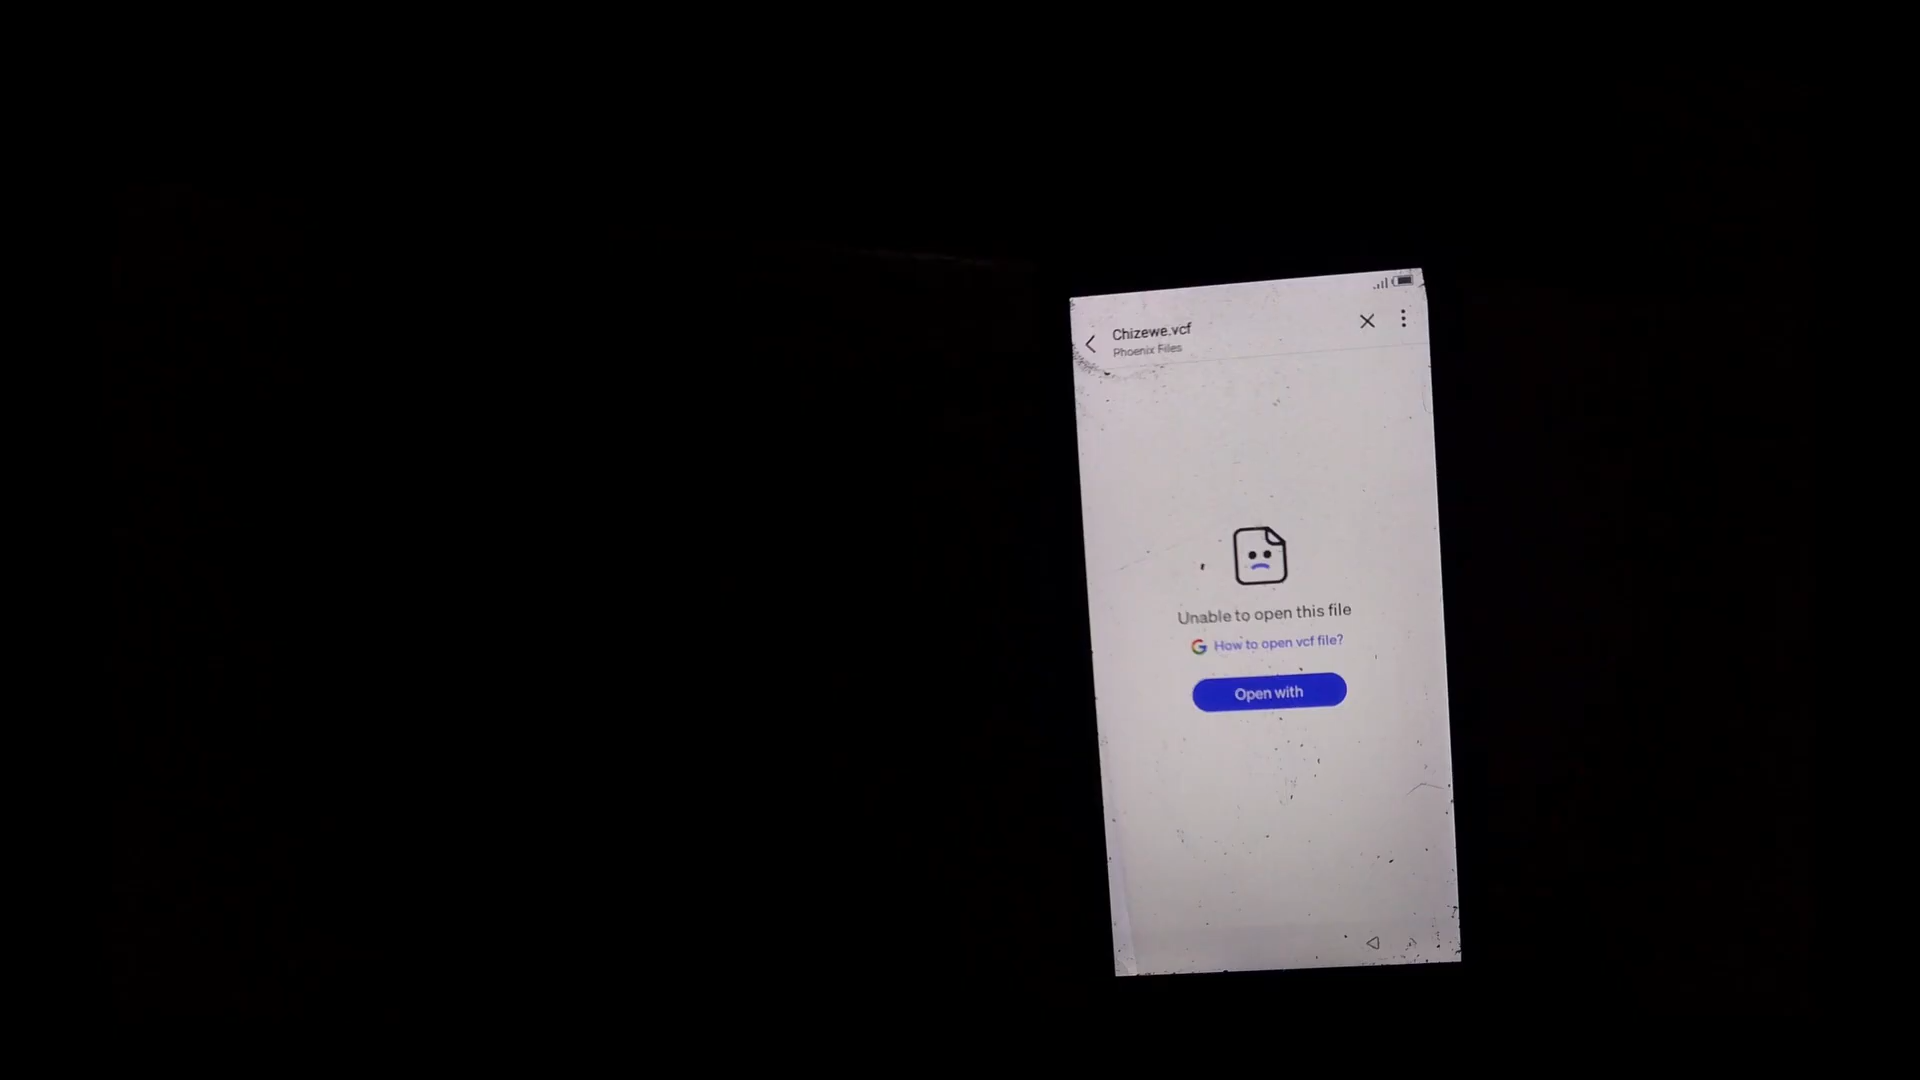 Chizewe.vcf
Phoenix Files
Unable to open this file
How to open vcf file?
Open with